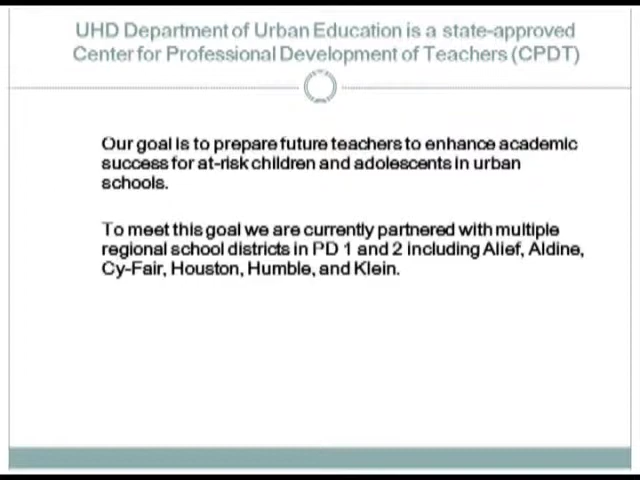 UHD Department of Urban Education is a state-approved
Center for Professional Development of Teachers (CPDT)
Our goal is to prepare future teachers to enhance academic
success for at-risk children and adolescents in urban
schools.
To meet this goal we are currently partnered with multiple
regional school districts in PD 1 and 2 including Alief, Aldine,
Cy-Fair, Houston, Humble, and Klein.